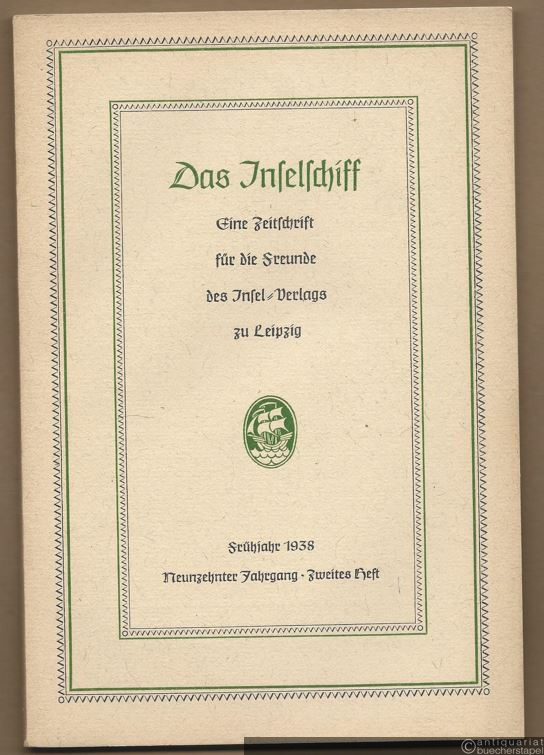 Das Inselschiff
Eine Zeitschrift
für die Freunde
des Insel-Verlags
zu Leipzig
Frühjahr 1938
Neunzehnter Jahrgang · Zweites Heft
© antiquariat
buecherstapel